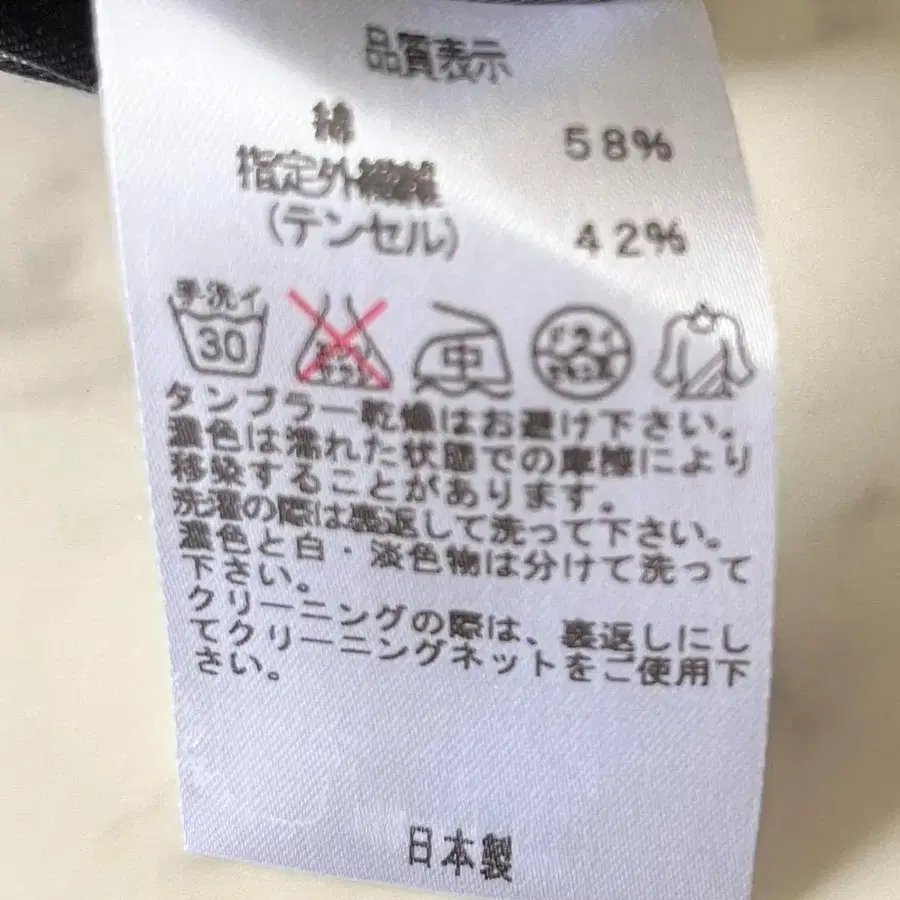 品質表示
綿 58%
指定外繊維
(テンセル) 42%
手洗イ
30
中
ドライ
タンブラー乾燥はお避け下さい。
濃色は濡れた状態での摩擦により
移染することがあります。
洗濯の際は裏返して洗って下さい。
濃色と白・淡色物は分けて洗って
下さい。
クリーニングの際は、裏返しにし
てクリーニングネットをご使用下
さい。
日本製